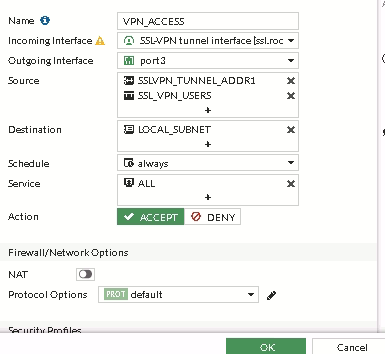 Name VPN_ACCESS
Incoming Interface SSL-VPN tunnel interface [ssl.roc
Outgoing Interface port3
Source SSLVPN_TUNNEL_ADDR1
SSL_VPN_USERS
+
Destination LOCAL_SUBNET
+
Schedule always
Service ALL
+
Action ACCEPT DENY
Firewall/Network Options
NAT
Protocol Options PROT default
Security Profiles
OK Cancel